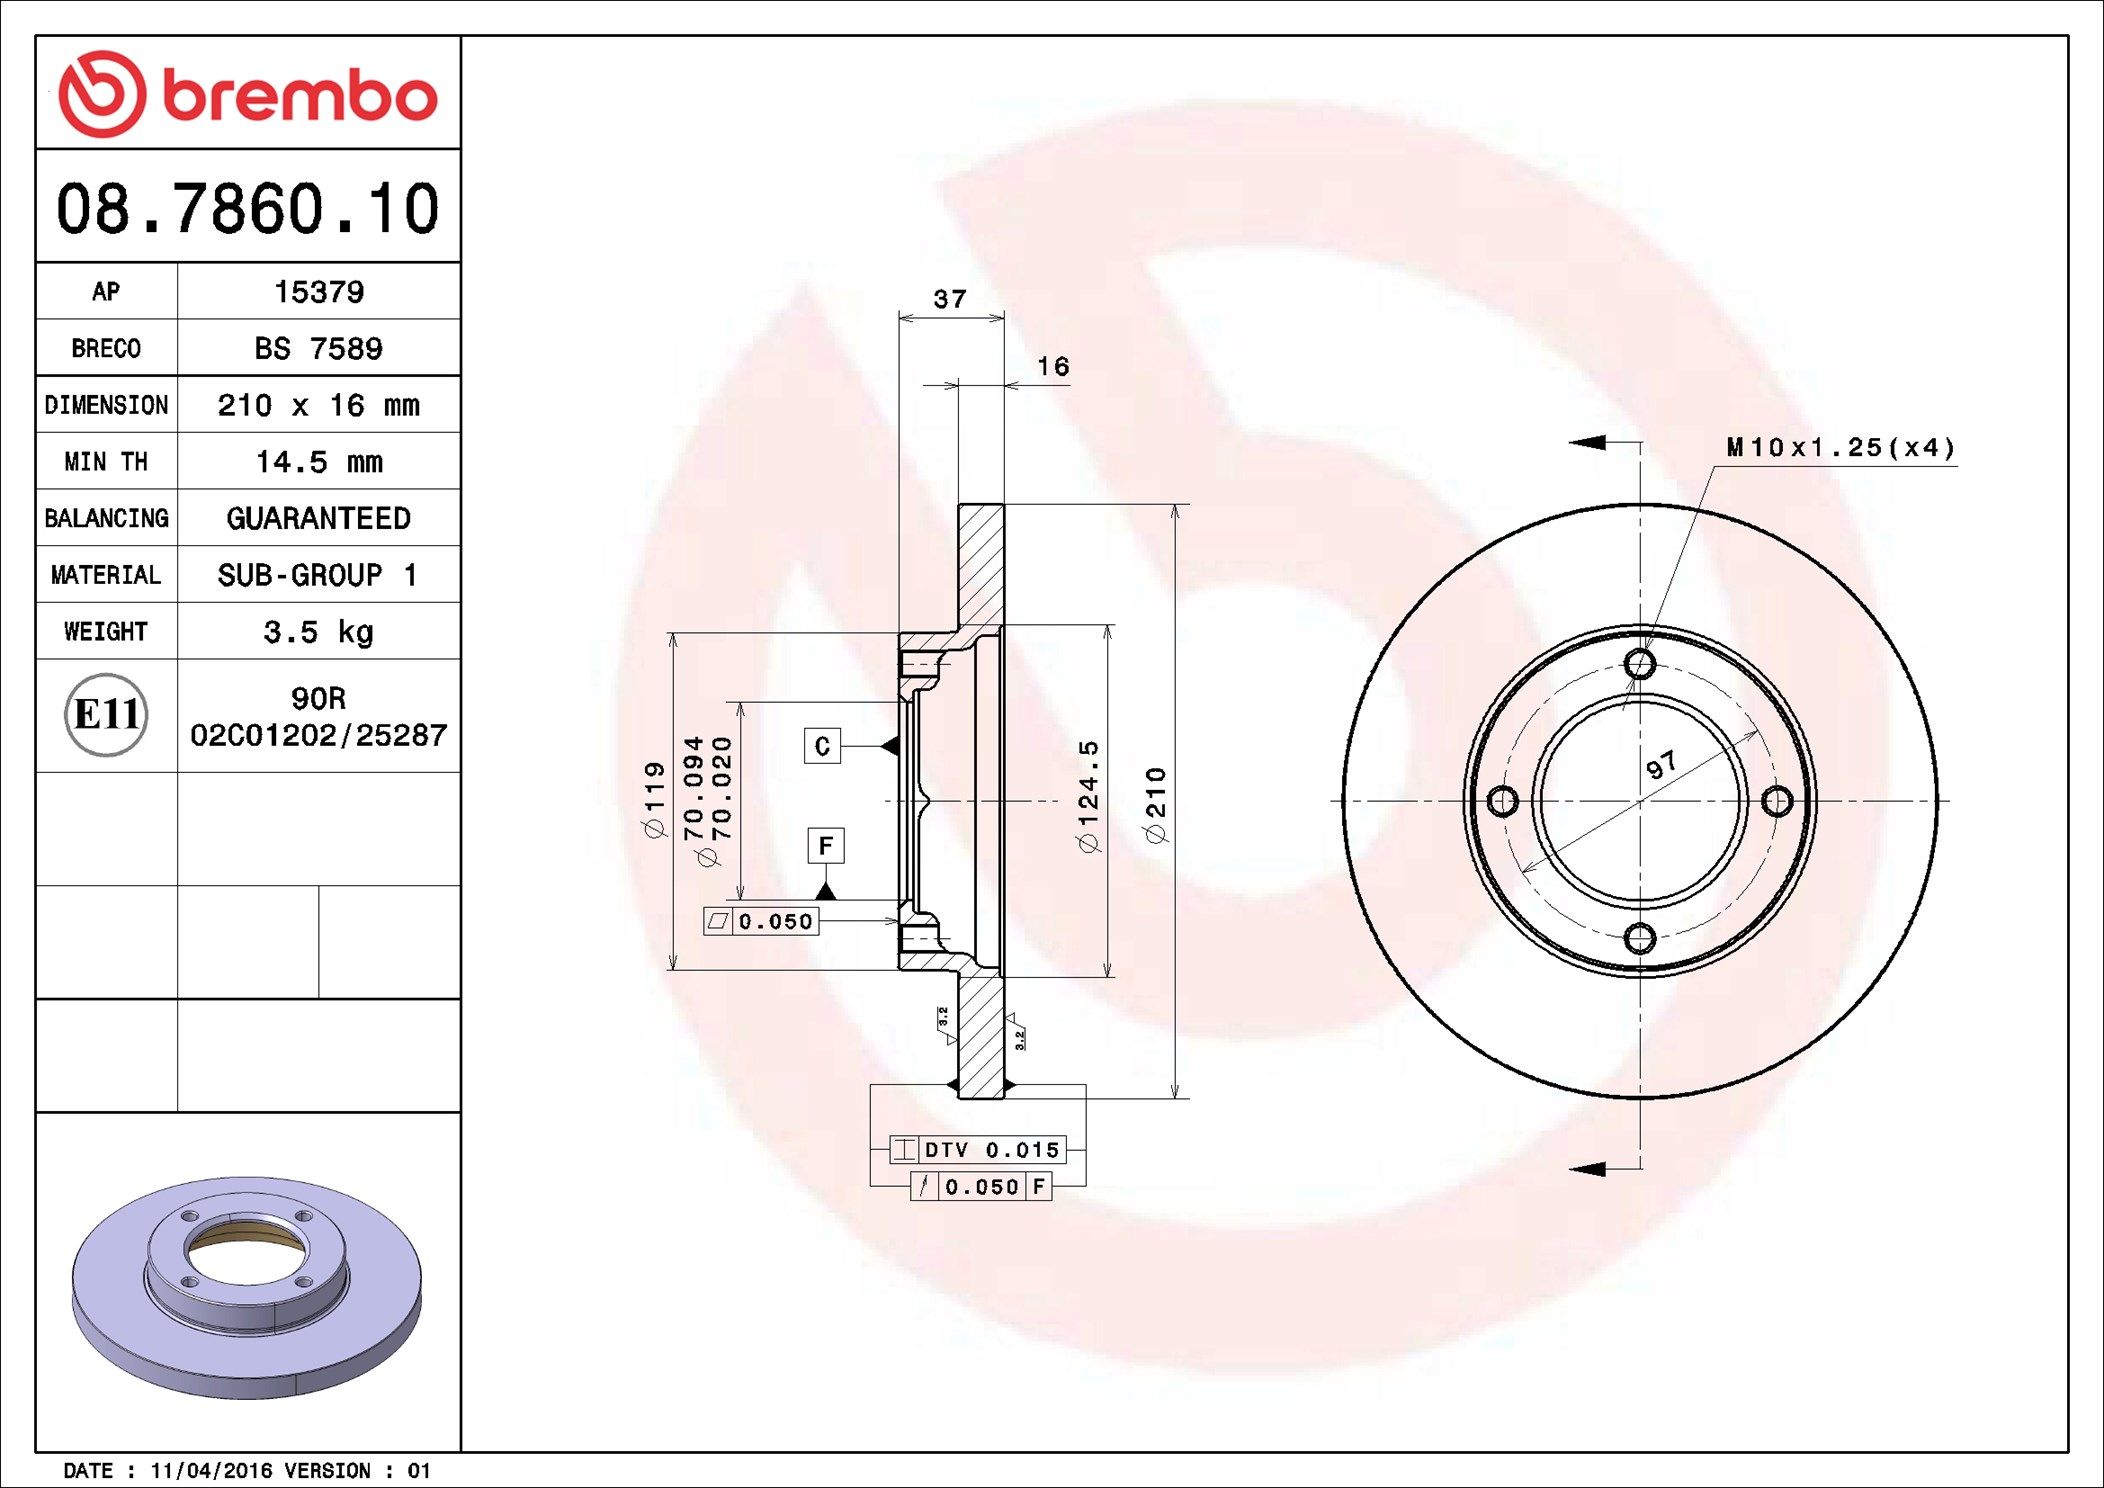 brembo
08.7860.10
AP 15379
BRECO BS 7589
DIMENSION 210 x 16 mm
MIN TH 14.5 mm
BALANCING GUARANTEED
MATERIAL SUB-GROUP 1
WEIGHT 3.5 kg
E11 90R
02C01202/25287
37
16
M10x1.25(x4)
Ø119
Ø 70.094
70.020
C
F
0.050
Ø124.5
Ø210
97
3.2
3.2
DTV 0.015
0.050 F
DATE : 11/04/2016 VERSION : 01